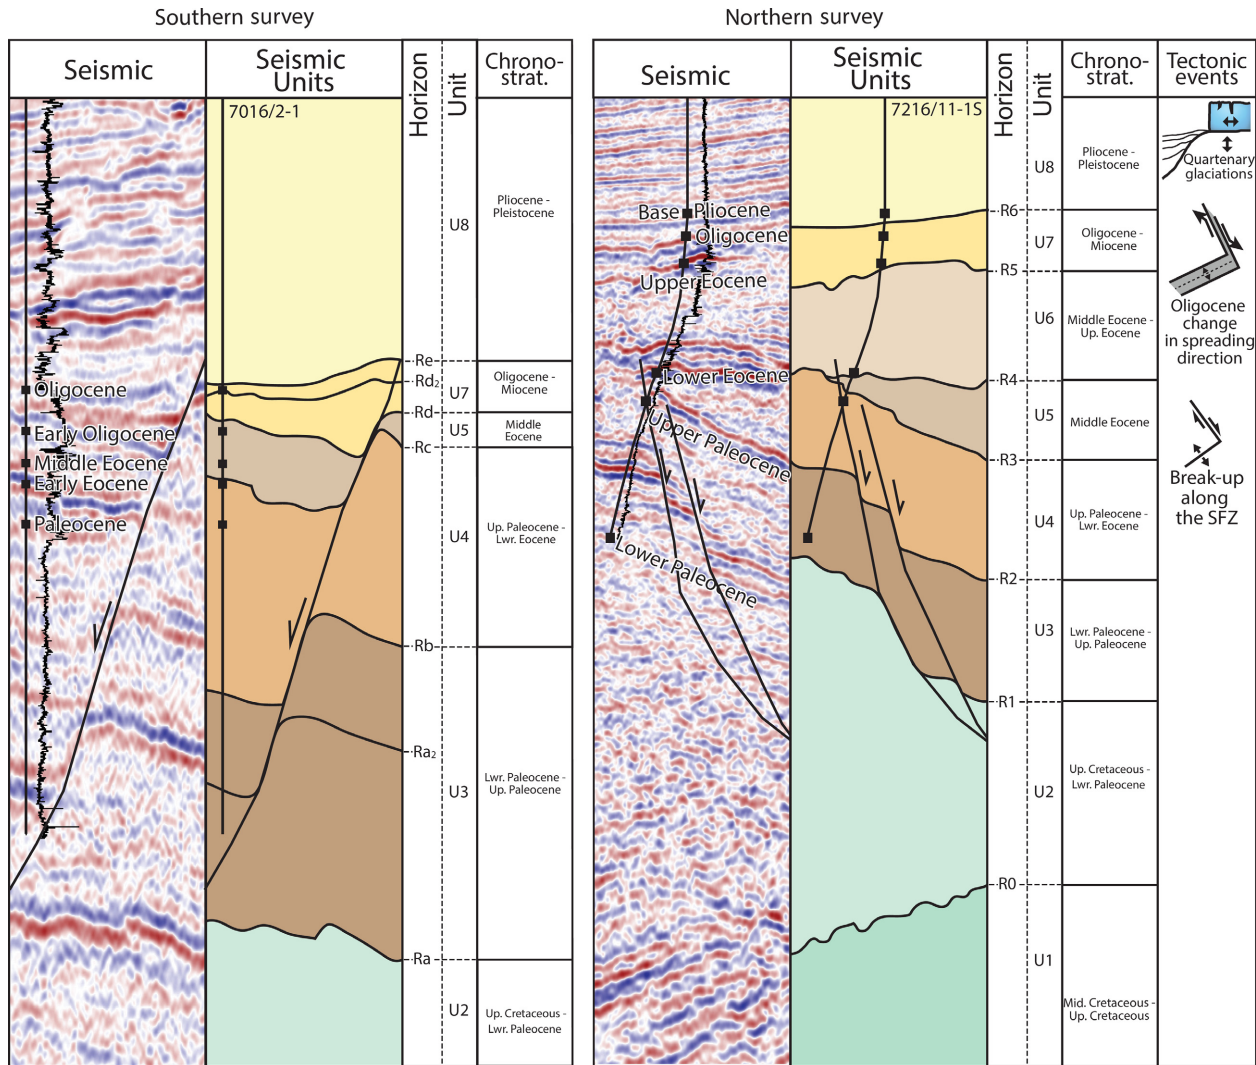 Southern survey
Seismic
Seismic
Units
Horizon
Unit
Chrono-
strat.
7016/2-1
Oligocene
Early Oligocene
Middle Eocene
Early Eocene
Paleocene
Re
Rd2
Rd
Rc
Rb
Ra2
Ra
U8
U7
U5
U4
U3
U2
Pliocene -
Pleistocene
Oligocene -
Miocene
Middle
Eocene
Up. Paleocene -
Lwr. Eocene
Lwr. Paleocene -
Up. Paleocene
Up. Cretaceous -
Lwr. Paleocene
Northern survey
Seismic
Seismic
Units
Horizon
Unit
Chrono-
strat.
Tectonic
events
7216/11-1S
Base Pliocene
Oligocene
Upper Eocene
Lower Eocene
Upper Paleocene
Lower Paleocene
R6
R5
R4
R3
R2
R1
R0
U8
U7
U6
U5
U4
U3
U2
U1
Pliocene -
Pleistocene
Oligocene -
Miocene
Middle Eocene -
Up. Eocene
Middle Eocene
Up. Paleocene -
Lwr. Eocene
Lwr. Paleocene -
Up. Paleocene
Up. Cretaceous -
Lwr. Paleocene
Mid. Cretaceous -
Up. Cretaceous
Quartenary
glaciations
Oligocene
change
in spreading
direction
Break-up
along
the SFZ